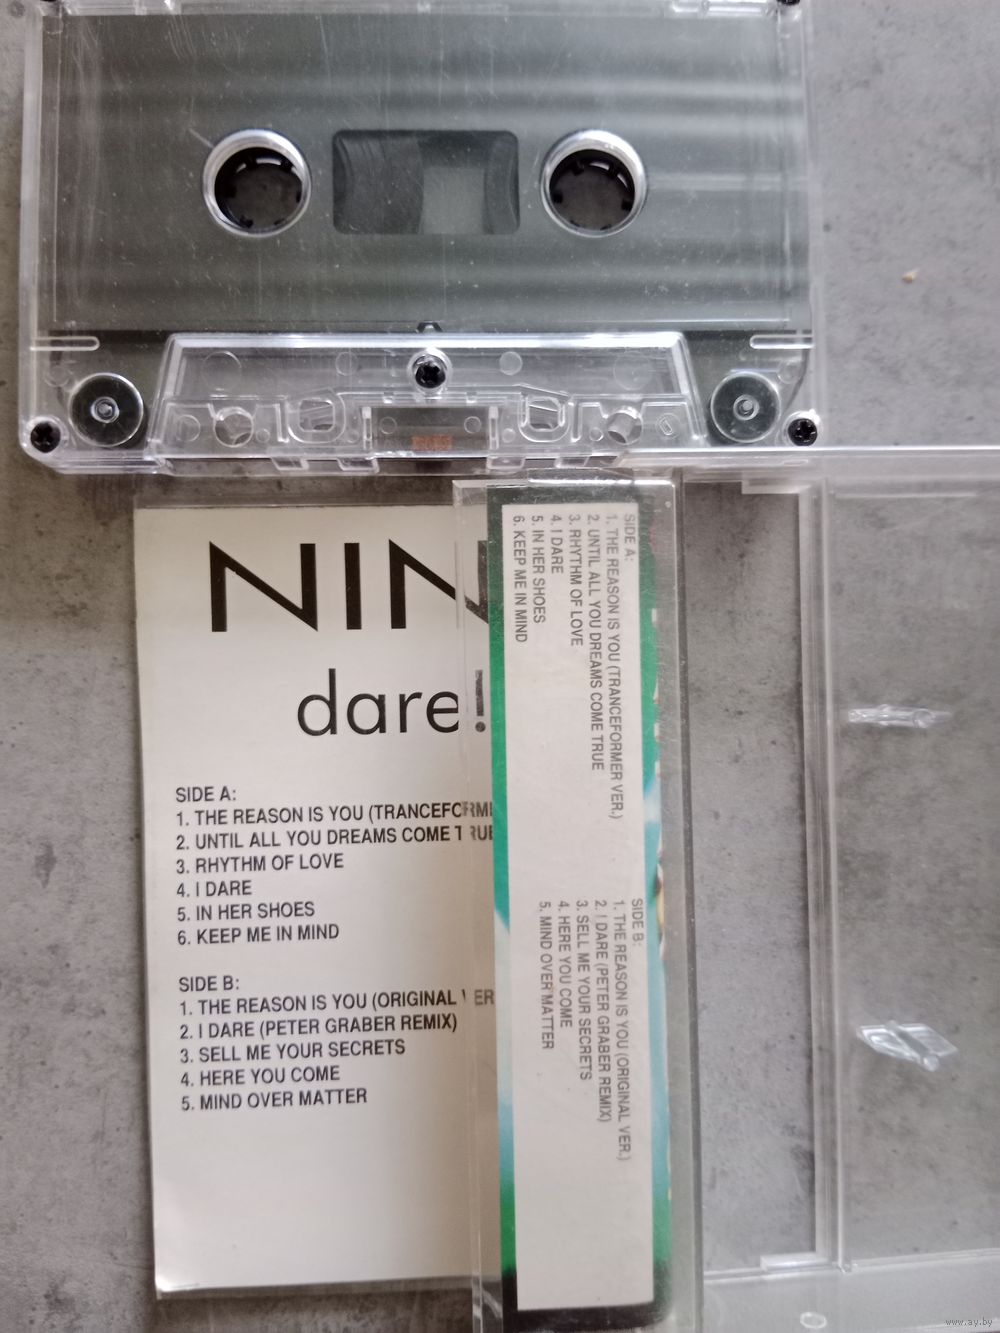 NIN
dare!
SIDE A:
1. THE REASON IS YOU (TRANCEFORM
2. UNTIL ALL YOU DREAMS COME TRUE
3. RHYTHM OF LOVE
4. I DARE
5. IN HER SHOES
6. KEEP ME IN MIND
SIDE B:
1. THE REASON IS YOU (ORIGINAL VER
2. I DARE (PETER GRABER REMIX)
3. SELL ME YOUR SECRETS
4. HERE YOU COME
5. MIND OVER MATTER
SIDE A:
1. THE REASON IS YOU (TRANCEFORMER VER.)
2. UNTIL ALL YOU DREAMS COME TRUE
3. RHYTHM OF LOVE
4. I DARE
5. IN HER SHOES
6. KEEP ME IN MIND
SIDE B:
1. THE REASON IS YOU (ORIGINAL VER.)
2. I DARE (PETER GRABER REMIX)
3. SELL ME YOUR SECRETS
4. HERE YOU COME
5. MIND OVER MATTER
www.ay.by